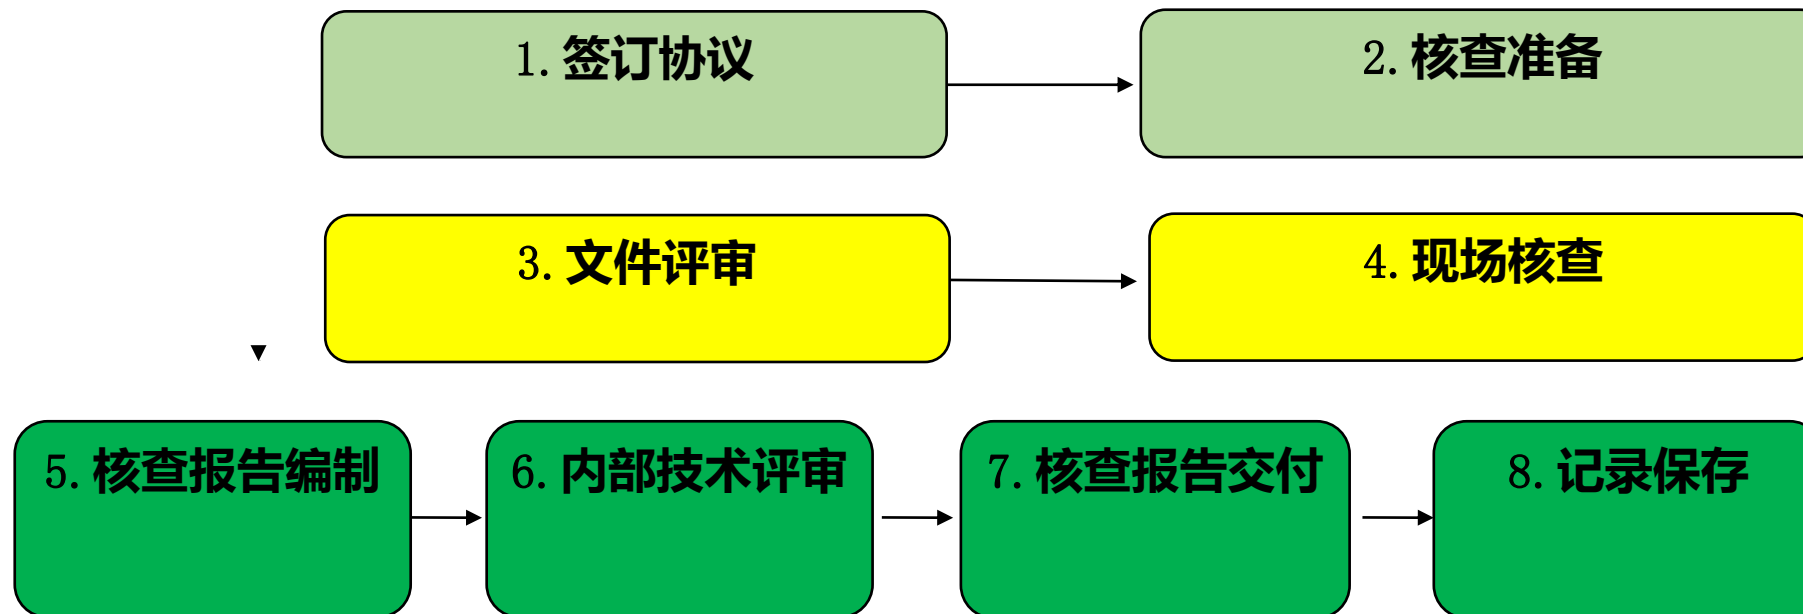 1. 签订协议
2. 核查准备
3. 文件评审
4. 现场核查
5. 核查报告编制
6. 内部技术评审
7. 核查报告交付
8. 记录保存